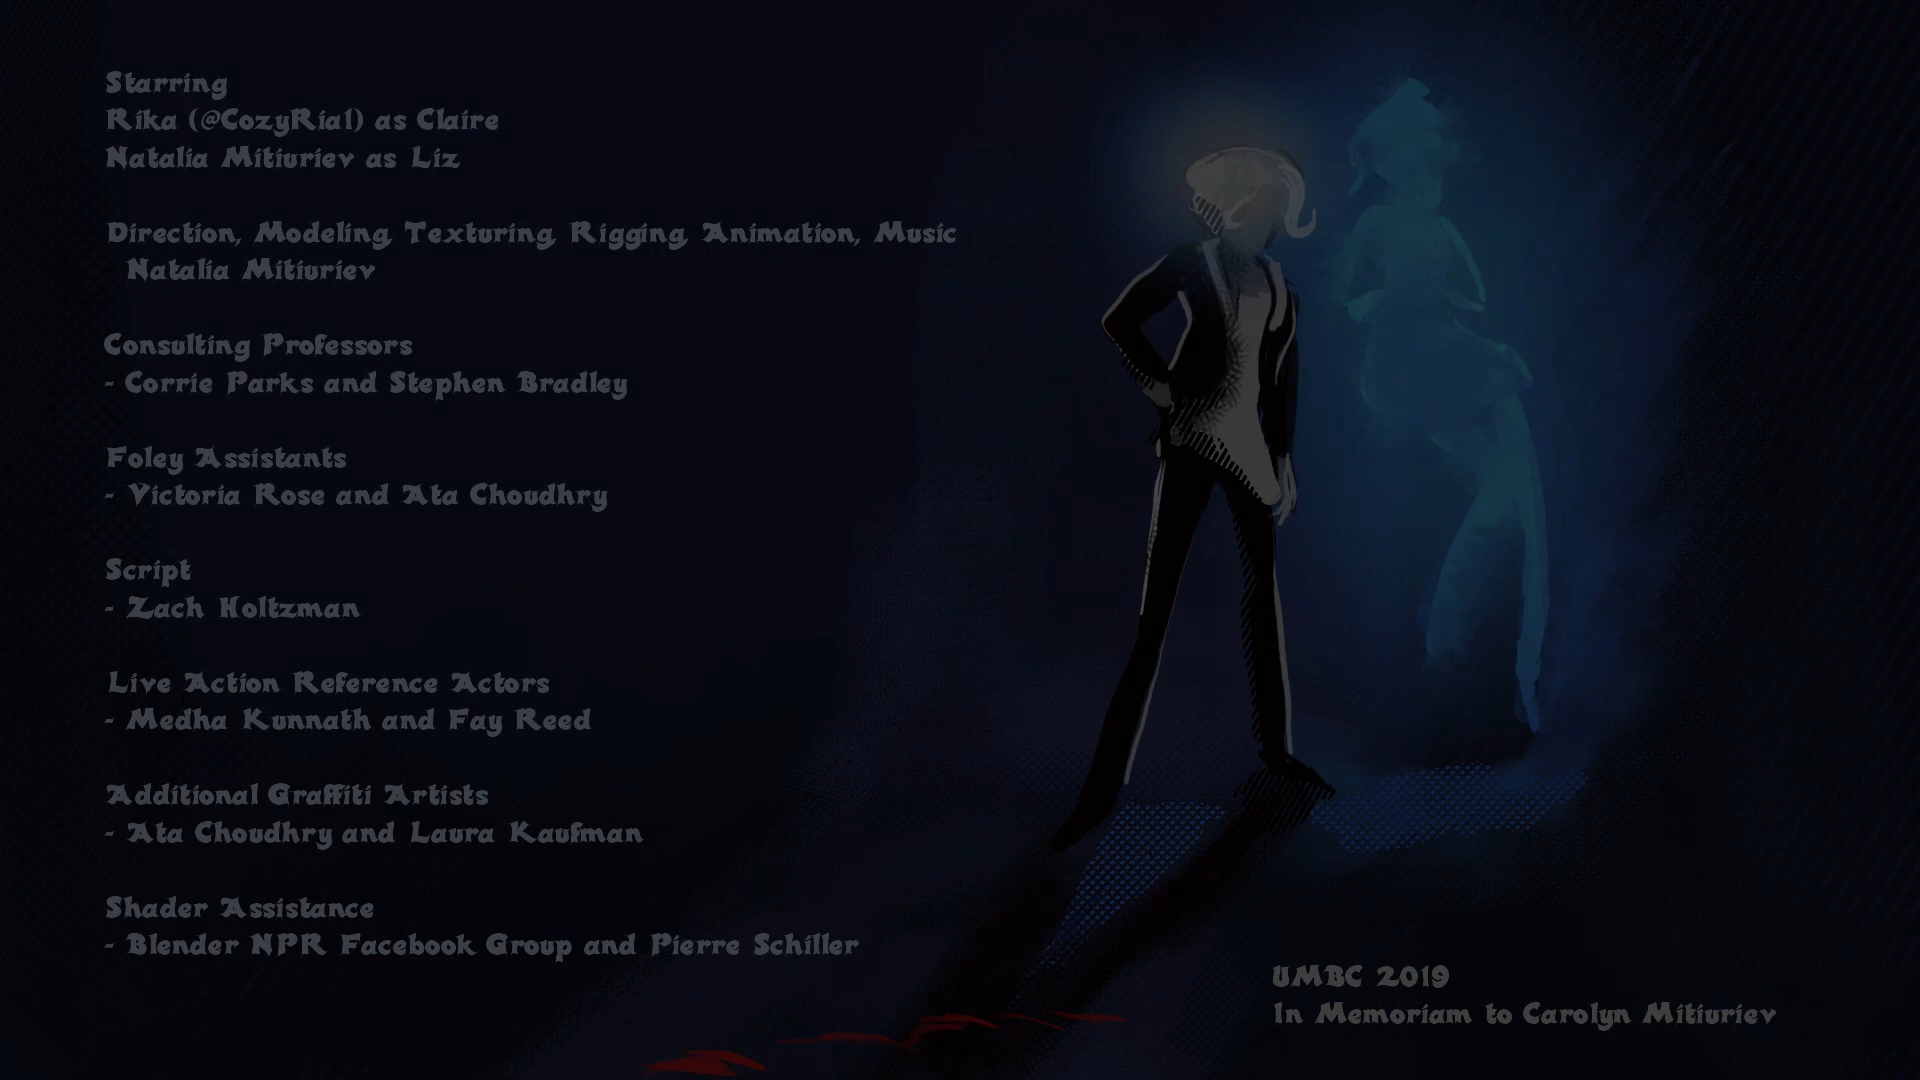 Starring
Rika (@CozyRia1) as Claire
Natalia Mitiuriev as Liz
Direction, Modeling, Texturing, Rigging, Animation, Music
Natalia Mitiuriev
Consulting Professors
- Corrie Parks and Stephen Bradley
Foley Assistants
- Victoria Rose and Ata Choudhry
Script
- Zach Holtzman
Live Action Reference Actors
- Medha Kunnath and Fay Reed
Additional Graffiti Artists
- Ata Choudhry and Laura Kaufman
Shader Assistance
- Blender NPR Facebook Group and Pierre Schiller
UMBC 2019
In Memoriam to Carolyn Mitiuriev